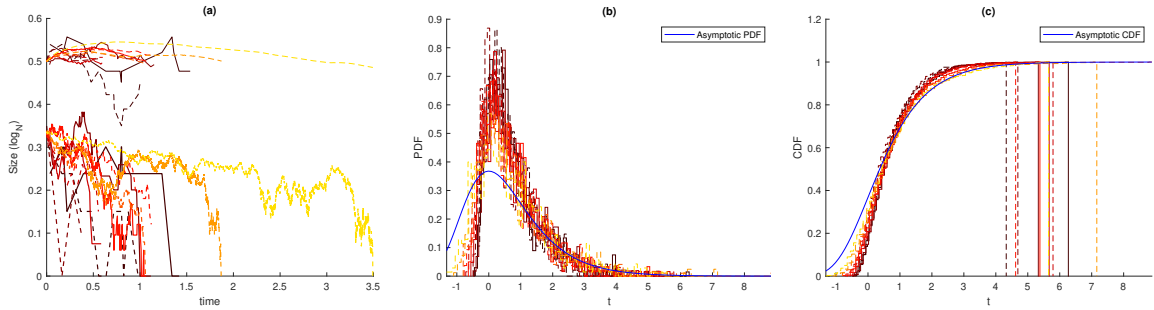 (a)
Size (log_N)
0.6
0.5
0.4
0.3
0.2
0.1
0
0 0.5 1 1.5 2 2.5 3 3.5
time
(b)
Asymptotic PDF
PDF
0.9
0.8
0.7
0.6
0.5
0.4
0.3
0.2
0.1
0
-1 0 1 2 3 4 5 6 7 8
t
(c)
Asymptotic CDF
CDF
1.2
1
0.8
0.6
0.4
0.2
0
-1 0 1 2 3 4 5 6 7 8
t